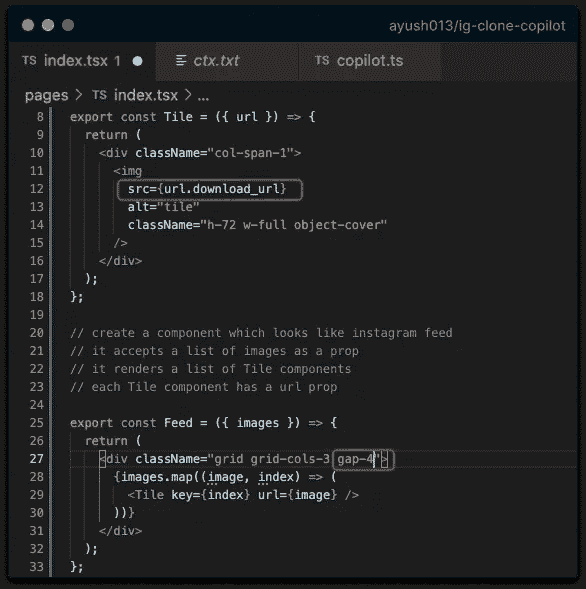 ayush013/ig-clone-copilot
TS index.tsx 1 ctx.txt TS copilot.ts
pages > TS index.tsx > ...
8 export const Tile = ({ url }) => {
9   return (
10     <div className="col-span-1">
11       <img
12         src={url.download_url}
13         alt="tile"
14         className="h-72 w-full object-cover"
15       />
16     </div>
17   );
18 };
19
20 // create a component which looks like instagram feed
21 // it accepts a list of images as a prop
22 // it renders a list of Tile components
23 // each Tile component has a url prop
24
25 export const Feed = ({ images }) => {
26   return (
27     <div className="grid grid-cols-3 gap-4">
28       {images.map((image, index) => (
29         <Tile key={index} url={image} />
30       ))}
31     </div>
32   );
33 };